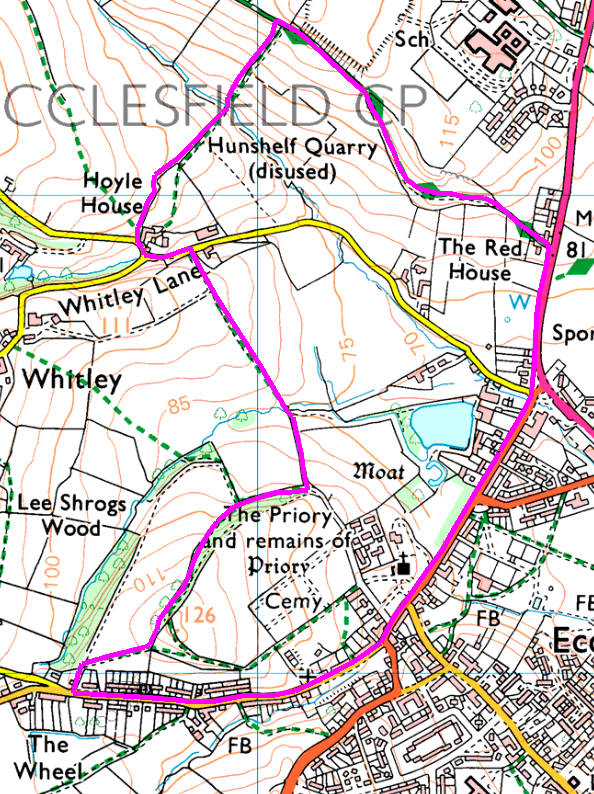 Sch
CCLESFIELD CP
115
100
Hunshelf Quarry
(disused)
Hoyle
House
The Red
House
81
Whitley Lane
111
W
75
70
Spor
Whitley
85
Moat
Lee Shrogs
Wood
The Priory
and remains of
Priory
100
110
126
Cemy
FB
Ecc
The
Wheel
FB